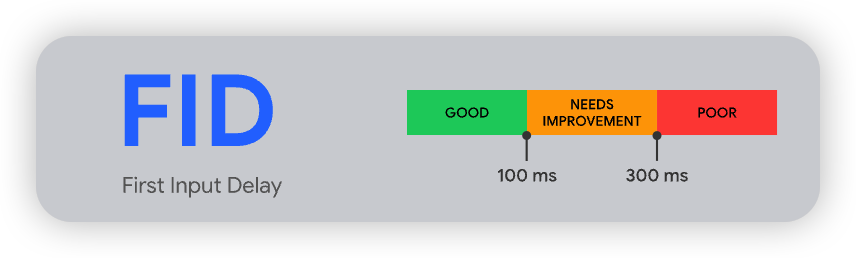 FID
First Input Delay
GOOD
NEEDS
IMPROVEMENT
POOR
100 ms
300 ms